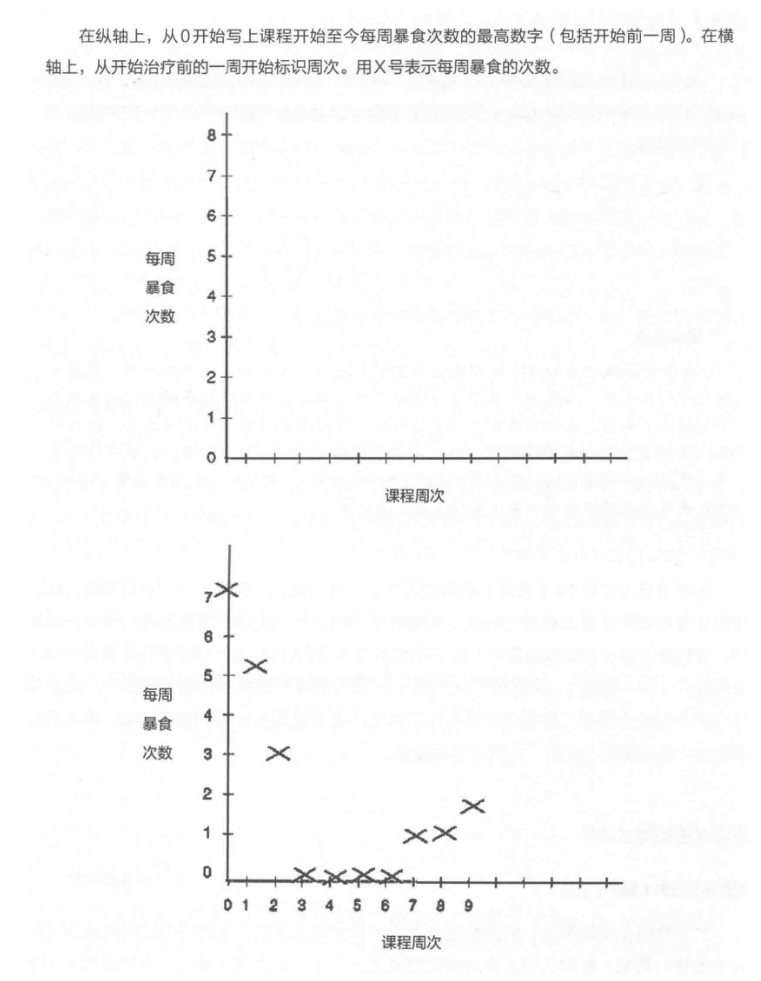 在纵轴上，从0开始写上课程开始至今每周暴食次数的最高数字（包括开始前一周）。在横
轴上，从开始治疗前的一周开始标识周次。用X号表示每周暴食的次数。
8
7
6
5
每周
暴食
4
次数
3
2
1
0
课程周次
7
6
5
每周
4
暴食
次数
3
2
1
0
0 1 2 3 4 5 6 7 8 9
课程周次